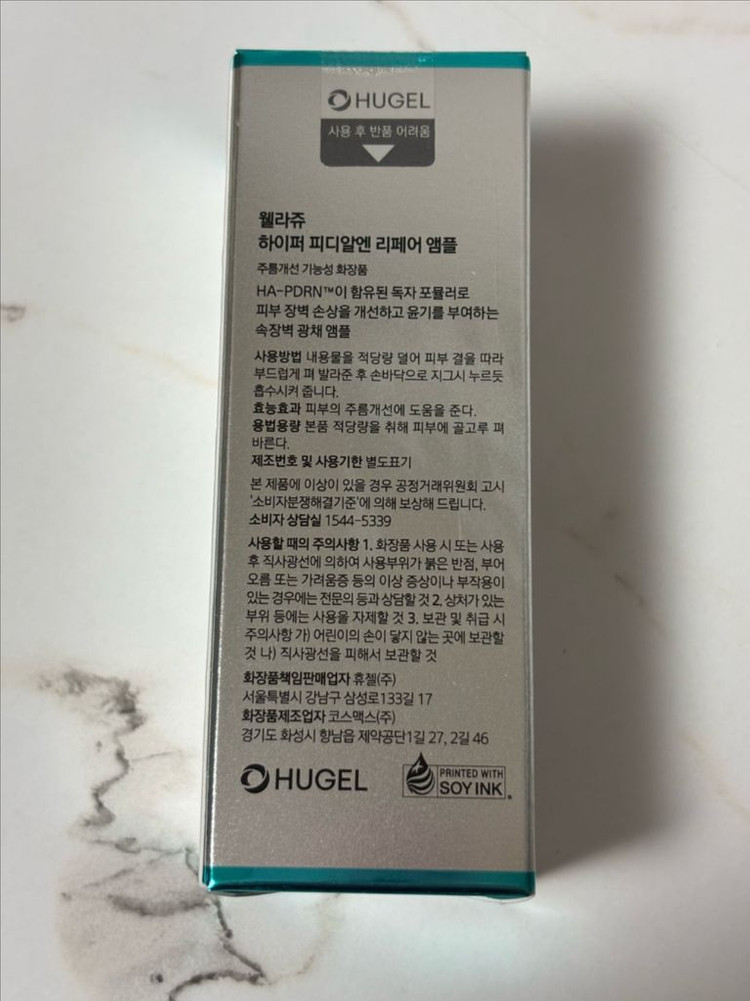 HUGEL
사용 후 반품 어려움
웰라쥬
하이퍼 피디알엔 리페어 앰플
주름개선 기능성 화장품
HA-PDRN™이 함유된 독자 포뮬러로
피부 장벽 손상을 개선하고 윤기를 부여하는
속장벽 광채 앰플
사용방법 내용물을 적당량 덜어 피부 결을 따라
부드럽게 펴 발라준 후 손바닥으로 지그시 누르듯
흡수시켜 줍니다.
효능효과 피부의 주름개선에 도움을 준다.
용법용량 본품 적당량을 취해 피부에 골고루 펴
바른다.
제조번호 및 사용기한 별도표기
본 제품에 이상이 있을 경우 공정거래위원회 고시
'소비자분쟁해결기준'에 의해 보상해 드립니다.
소비자 상담실 1544-5339
사용할 때의 주의사항 1. 화장품 사용 시 또는 사용
후 직사광선에 의하여 사용부위가 붉은 반점, 부어
오름 또는 가려움증 등의 이상 증상이나 부작용이
있는 경우에는 전문의 등과 상담할 것 2. 상처가 있는
부위 등에는 사용을 자제할 것 3. 보관 및 취급 시
주의사항 가) 어린이의 손이 닿지 않는 곳에 보관할
것 나) 직사광선을 피해서 보관할 것
화장품책임판매업자 휴젤(주)
서울특별시 강남구 삼성로133길 17
화장품제조업자 코스맥스(주)
경기도 화성시 향남읍 제약공단1길 27, 2길 46
HUGEL
PRINTED WITH
SOY INK